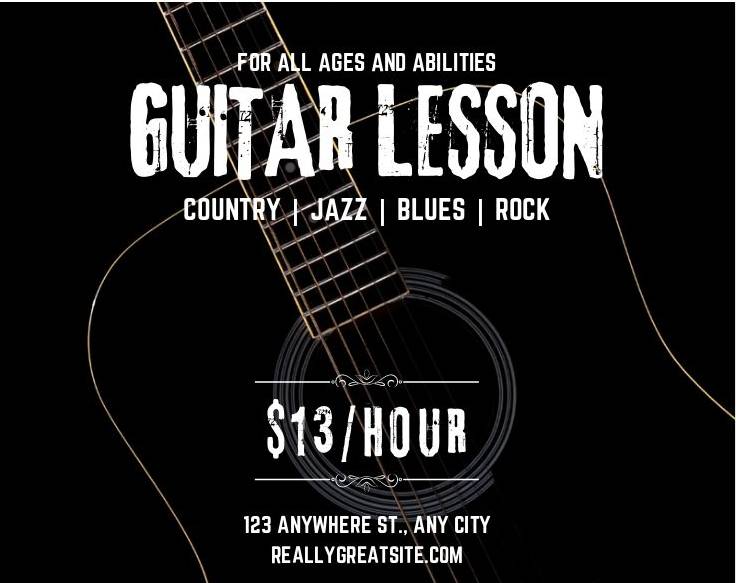 FOR ALL AGES AND ABILITIES
GUITAR LESSON
COUNTRY | JAZZ | BLUES | ROCK
$13/HOUR
123 ANYWHERE ST., ANY CITY
REALLYGREATSITE.COM